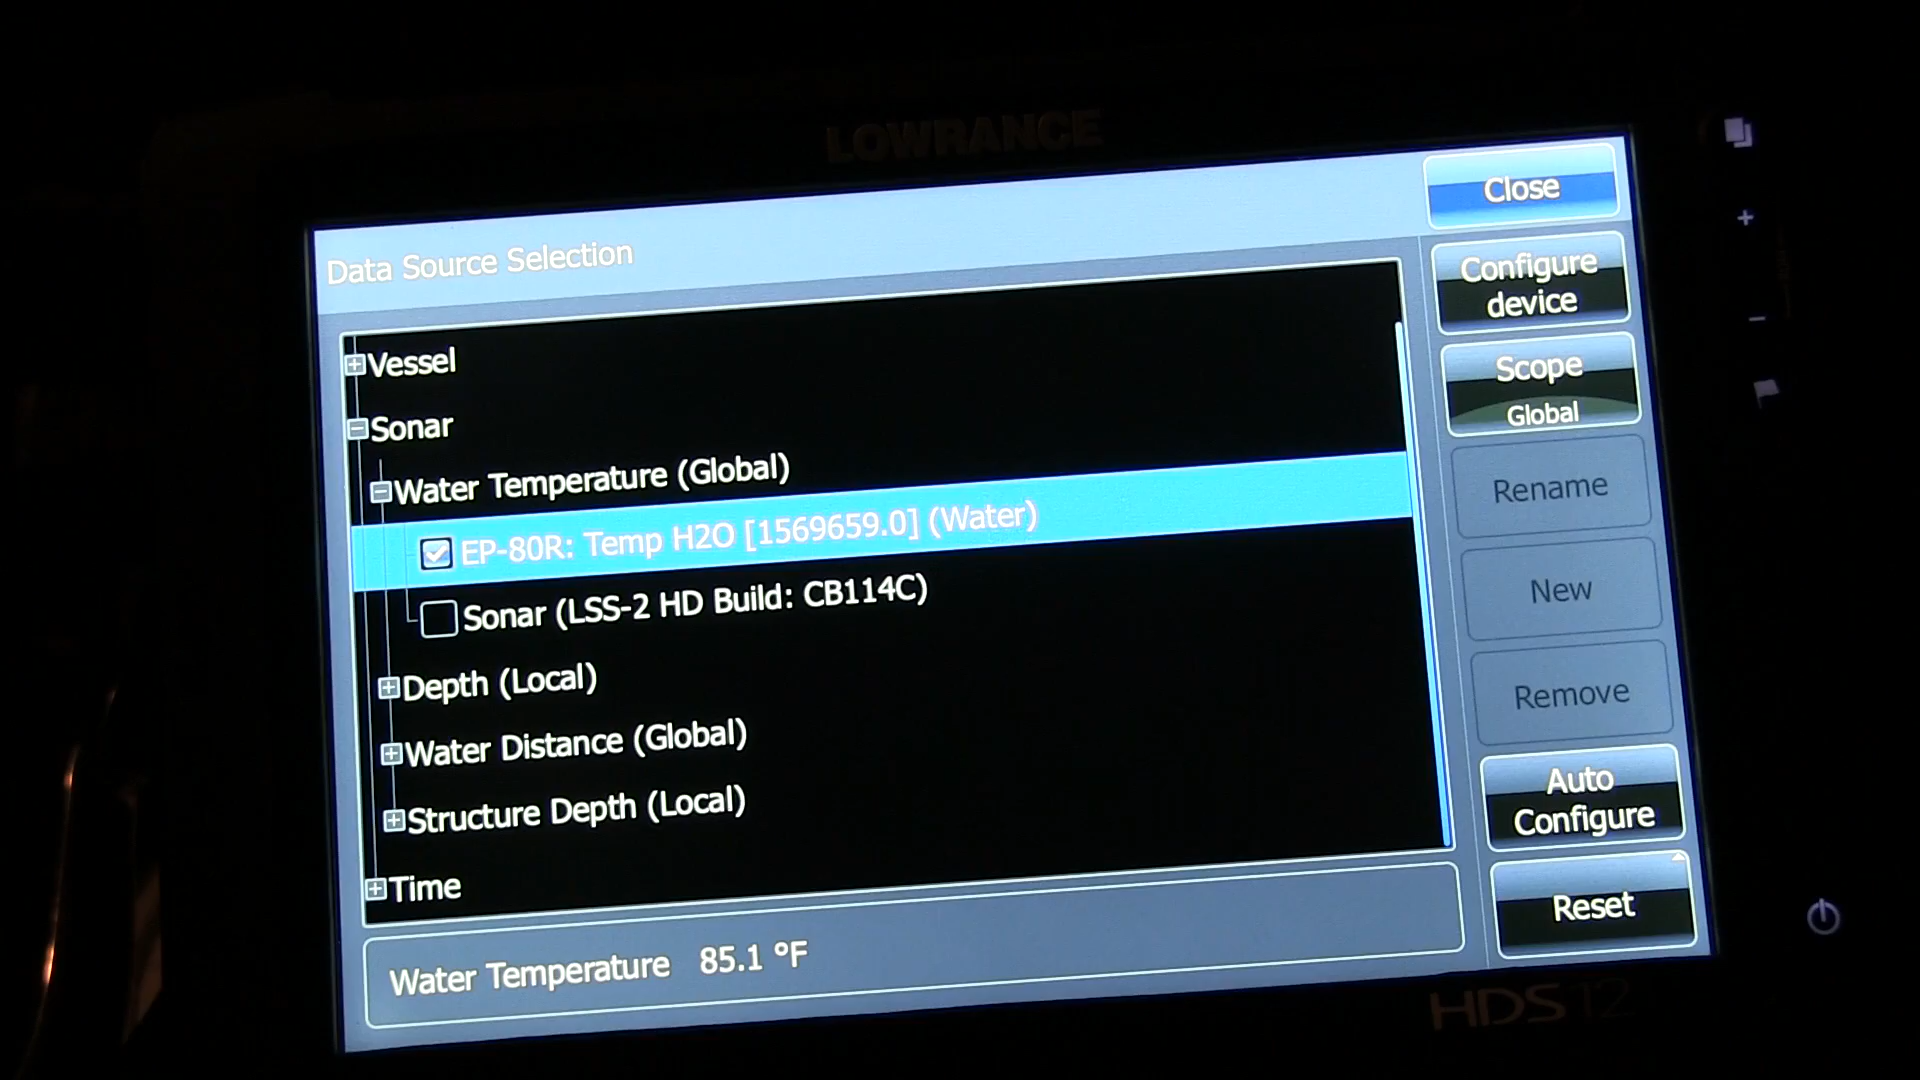 LOWRANCE
Close
Data Source Selection
Configure
device
Vessel
Scope
Global
Sonar
Water Temperature (Global)
Rename
EP-80R: Temp H2O [1569659.0] (Water)
New
Sonar (LSS-2 HD Build: CB114C)
Depth (Local)
Remove
Water Distance (Global)
Auto
Configure
Structure Depth (Local)
Time
Reset
Water Temperature 85.1 °F
HDS12